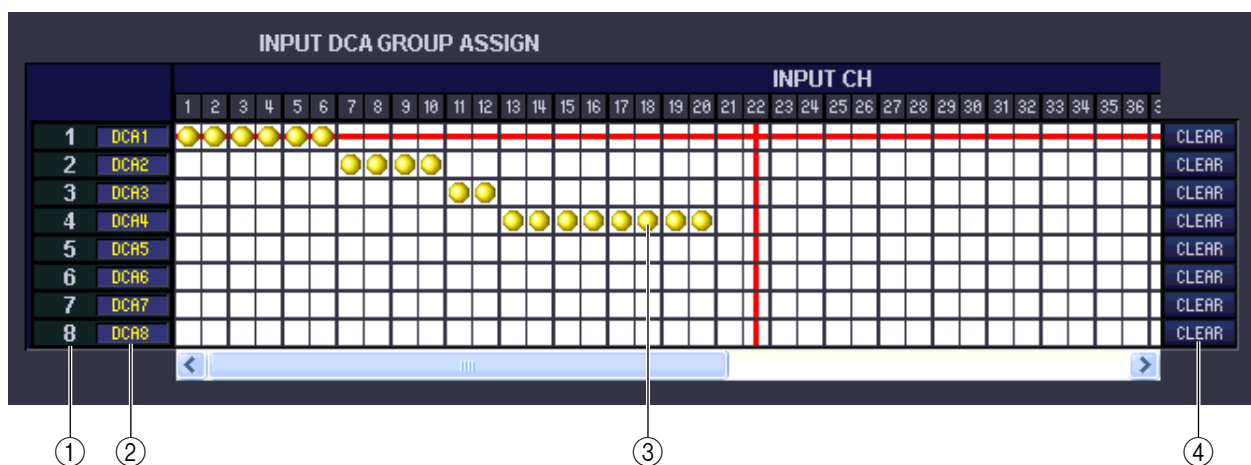 INPUT DCA GROUP ASSIGN
INPUT CH
1 2 3 4 5 6 7 8 9 10 11 12 13 14 15 16 17 18 19 20 21 22 23 24 25 26 27 28 29 30 31 32 33 34 35 36
1 DCA1 CLEAR
2 DCA2 CLEAR
3 DCA3 CLEAR
4 DCA4 CLEAR
5 DCA5 CLEAR
6 DCA6 CLEAR
7 DCA7 CLEAR
8 DCA8 CLEAR
① ② ③ ④